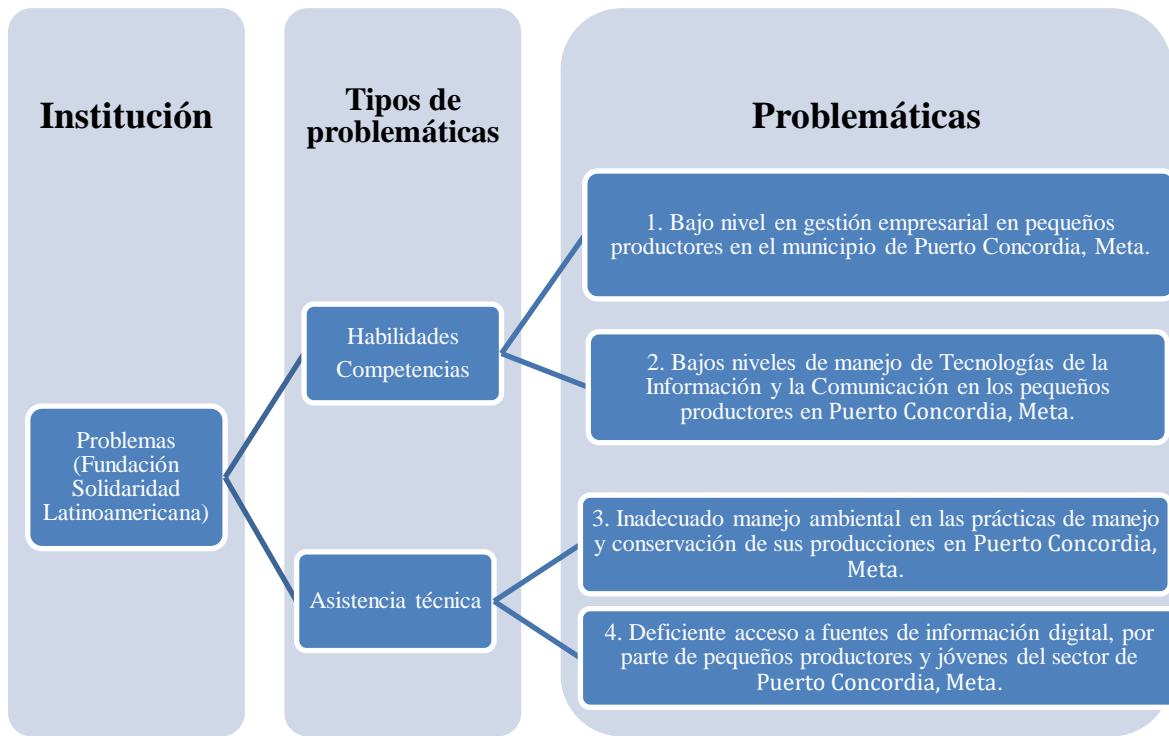 Institución
Tipos de
problemáticas
Problemáticas
Problemas
(Fundación
Solidaridad
Latinoamericana)
Habilidades
Competencias
Asistencia técnica
1. Bajo nivel en gestión empresarial en pequeños
productores en el municipio de Puerto Concordia, Meta.
2. Bajos niveles de manejo de Tecnologías de la
Información y la Comunicación en los pequeños
productores en Puerto Concordia, Meta.
3. Inadecuado manejo ambiental en las prácticas de manejo
y conservación de sus producciones en Puerto Concordia,
Meta.
4. Deficiente acceso a fuentes de información digital, por
parte de pequeños productores y jóvenes del sector de
Puerto Concordia, Meta.